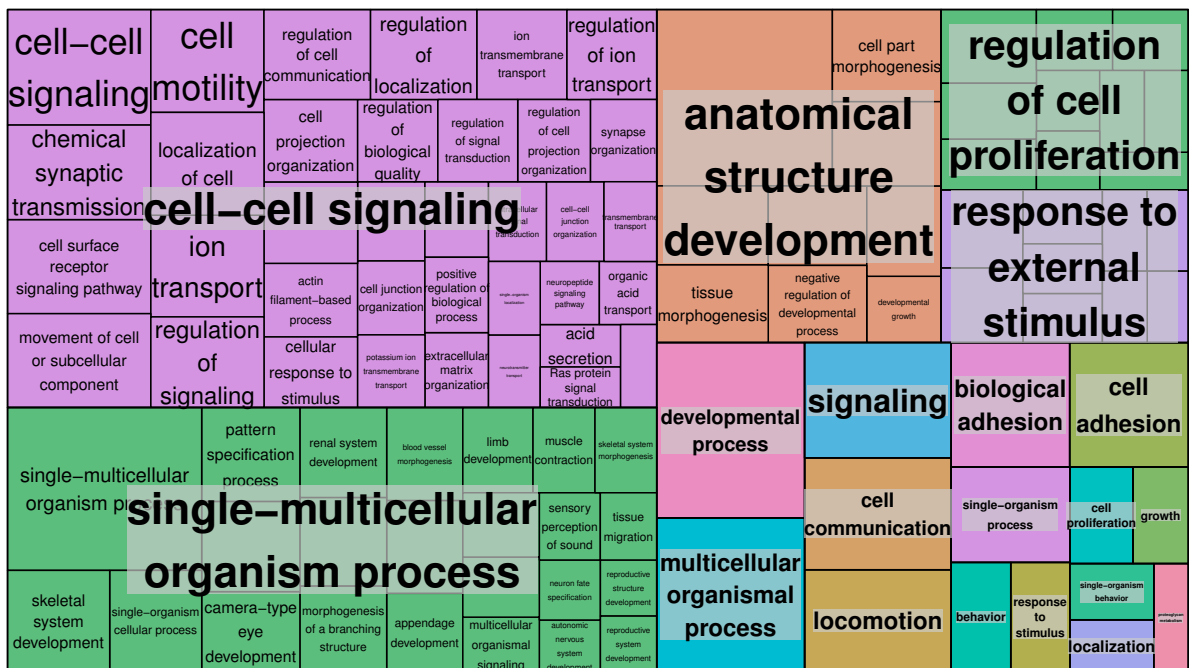 cell−cell
signaling
cell
motility
regulation
of cell
communication
regulation
of
localization
ion
transmembrane
transport
regulation
of ion
transport
chemical
synaptic
transmission
localization
of cell
cell
projection
organization
regulation
of
biological
quality
regulation
of signal
transduction
regulation
of cell
projection
organization
synapse
organization
cell−cell signaling
cell−cell
junction
organization
transmembrane
transport
cell surface
receptor
signaling pathway
ion
transport
actin
filament−based
process
cell junction
organization
positive
regulation of
biological
process
single−organism
localization
neuropeptide
signaling
pathway
organic
acid
transport
movement of cell
or subcellular
component
regulation
of
signaling
cellular
response to
stimulus
potassium ion
transmembrane
transport
extracellular
matrix
organization
neurotransmitter
transport
acid
secretion
Ras protein
signal
transduction
single−multicellular
organism process
pattern
specification
process
renal system
development
blood vessel
morphogenesis
limb
development
muscle
contraction
skeletal system
morphogenesis
single−multicellular
organism process
sensory
perception
of sound
tissue
migration
skeletal
system
development
single−organism
cellular process
camera−type
eye
development
morphogenesis
of a branching
structure
appendage
development
multicellular
organismal
signaling
neuron fate
specification
reproductive
structure
development
autonomic
nervous system
development
reproductive
system
development
cell part
morphogenesis
anatomical
structure
development
tissue
morphogenesis
negative
regulation of
developmental
process
developmental
growth
regulation
of cell
proliferation
response to
external
stimulus
developmental
process
signaling
biological
adhesion
cell
adhesion
cell
communication
single−organism
process
cell
proliferation
growth
multicellular
organismal
process
locomotion
behavior
response
to
stimulus
single−organism
behavior
localization
proteoglycan
metabolism